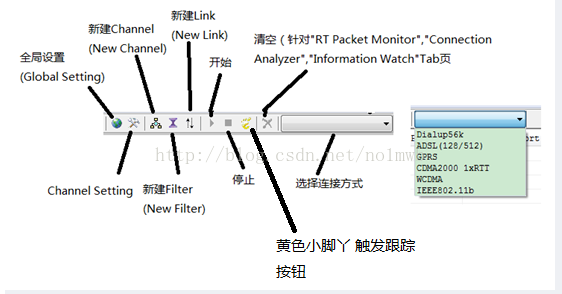 新建Link
(New Link)
新建Channel
(New Channel)
清空（针对"RT Packet Monitor","Connection
Analyzer","Information Watch"Tab页
全局设置
(Global Setting)
开始
Dialup56k
ADSL(128/512)
GPRS
CDMA2000 1xRTT
WCDMA
IEEE802.11b
http://blog.csdn.net/no1mw
Channel Setting
新建Filter
(New Filter)
停止
选择连接方式
黄色小脚丫 触发跟踪
按钮